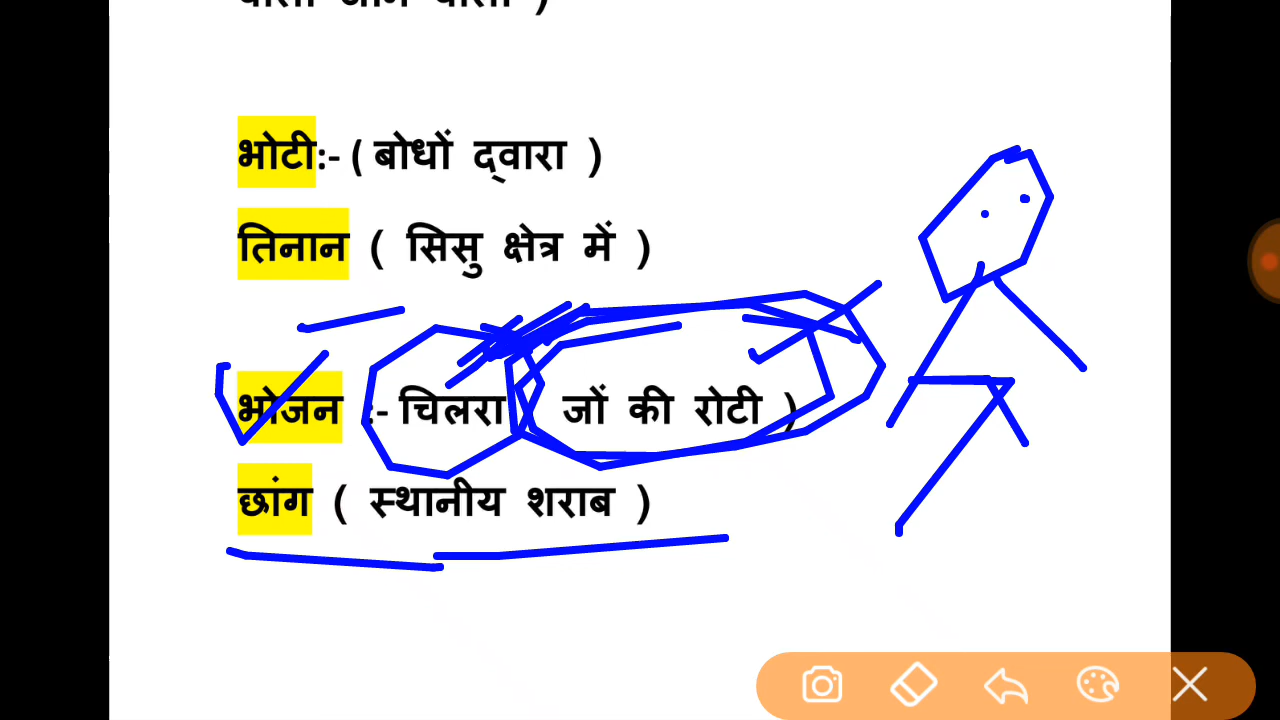 भोटी:- ( बोधों द्वारा )
तिनान ( सिसु क्षेत्र में )
भोजन :- चिलरा ( जों की रोटी )
छांग ( स्थानीय शराब )